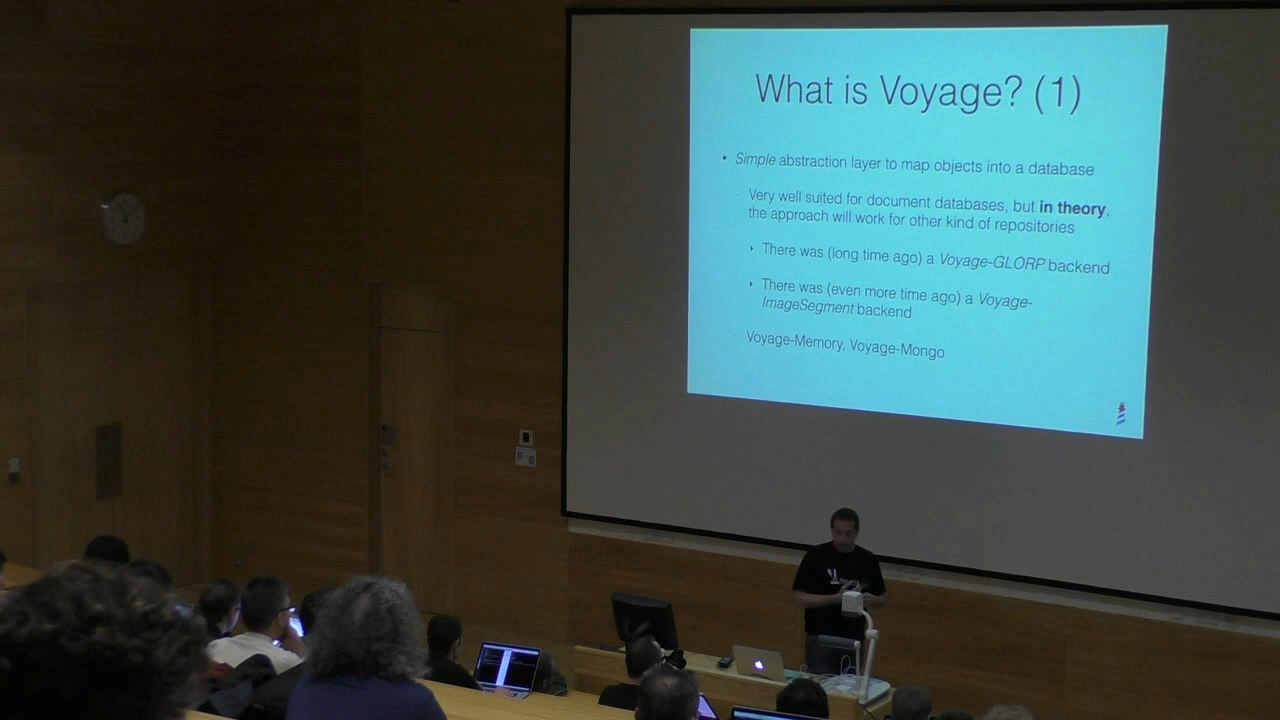 What is Voyage? (1)
• Simple abstraction layer to map objects into a database
- Very well suited for document databases, but in theory,
the approach will work for other kind of repositories
‣ There was (long time ago) a Voyage-GLORP backend
‣ There was (even more time ago) a Voyage-
ImageSegment backend
- Voyage-Memory, Voyage-Mongo